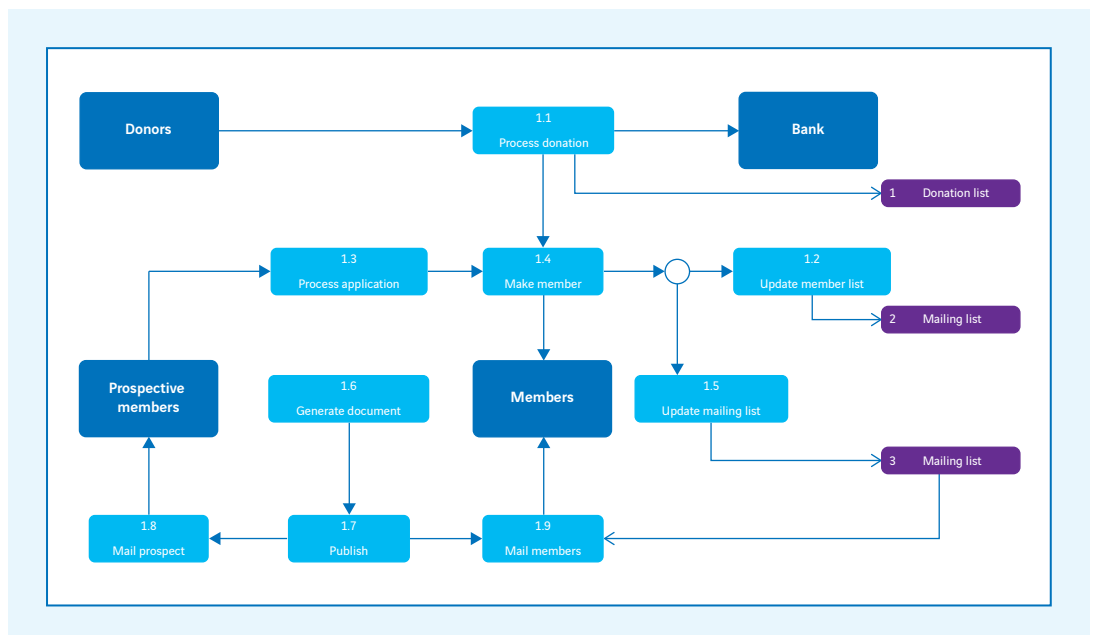 Donors
1.1
Process donation
Bank
1 Donation list
1.3
Process application
1.4
Make member
1.2
Update member list
2 Mailing list
Prospective
members
1.6
Generate document
Members
1.5
Update mailing list
3 Mailing list
1.8
Mail prospect
1.7
Publish
1.9
Mail members